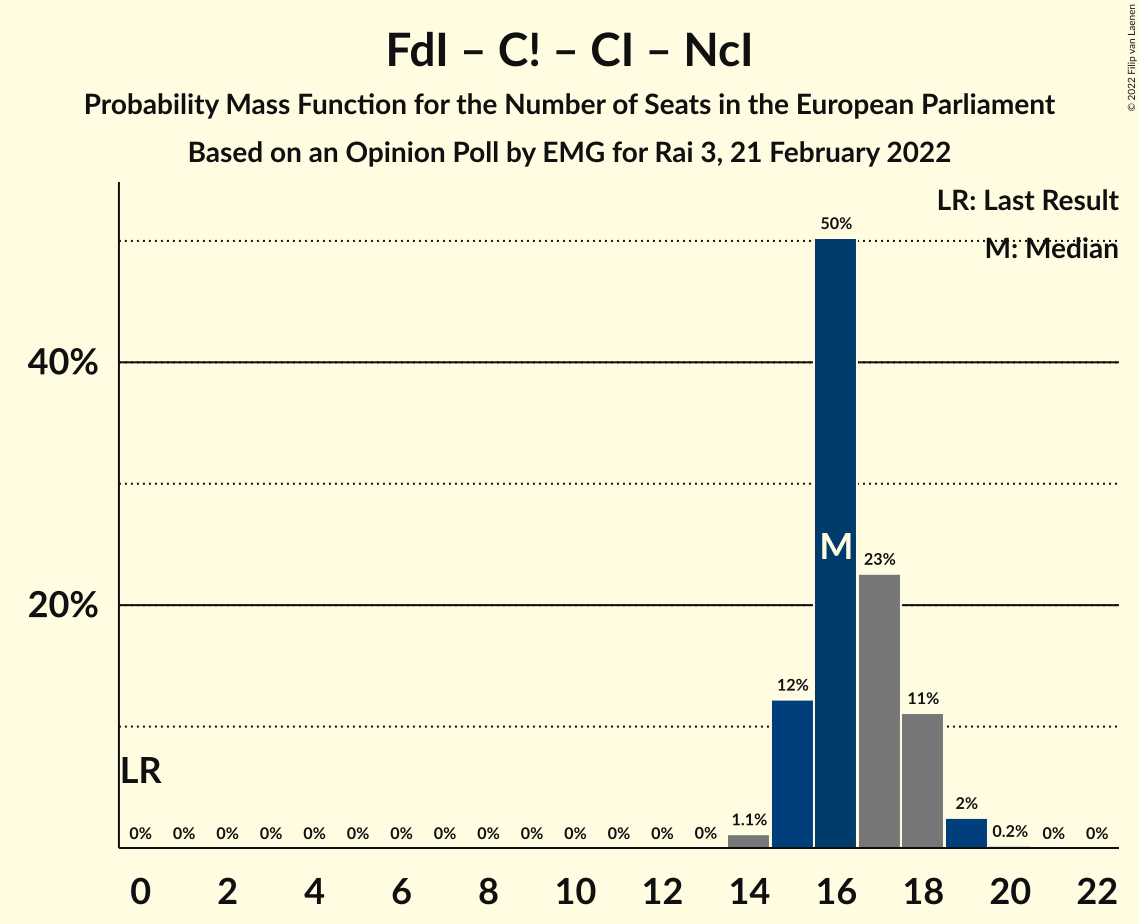 FdI – C! – CI – NcI
Probability Mass Function for the Number of Seats in the European Parliament
Based on an Opinion Poll by EMG for Rai 3, 21 February 2022
© 2022 Filip van Laenen
LR: Last Result
M: Median
50%
40%
M
23%
20%
12%
11%
LR
2%
1.1%
0% 0% 0% 0% 0% 0% 0% 0% 0% 0% 0% 0% 0% 0% 0.2% 0% 0%
0 2 4 6 8 10 12 14 16 18 20 22